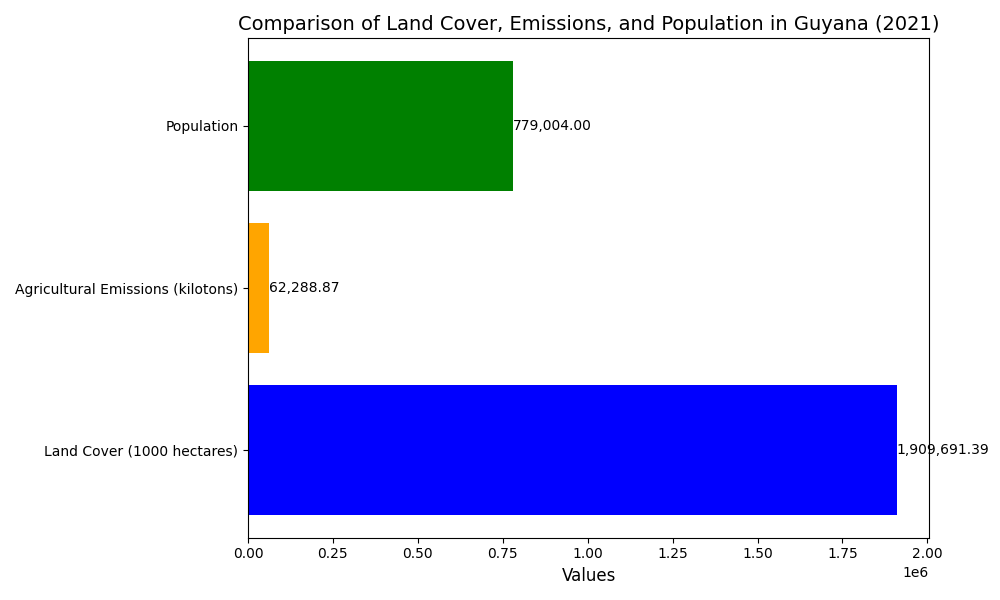 Comparison of Land Cover, Emissions, and Population in Guyana (2021)
Population
779,004.00
Agricultural Emissions (kilotons)
62,288.87
Land Cover (1000 hectares)
1,909,691.39
0.00 0.25 0.50 0.75 1.00 1.25 1.50 1.75 2.00
1e6
Values